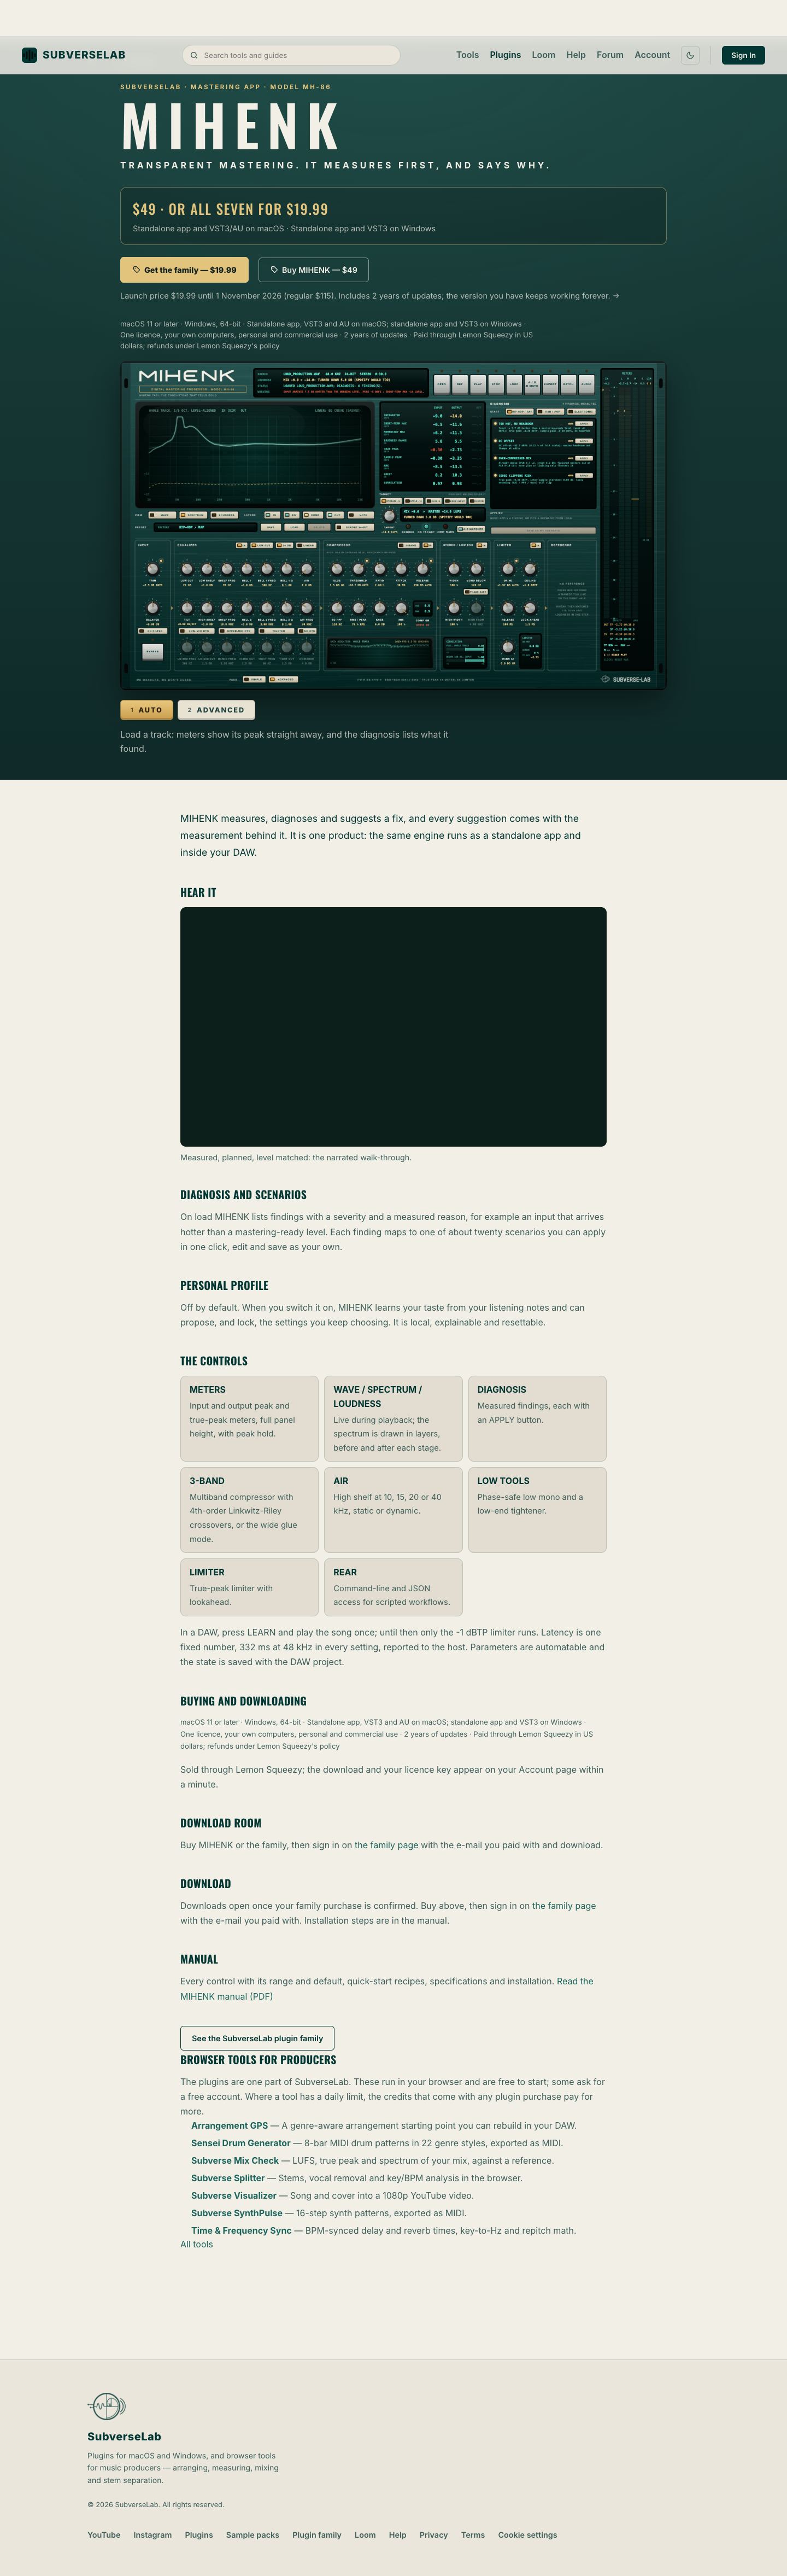 SUBVERSELAB
Search tools and guides
Tools Plugins Loom Help Forum Account
Sign In
SUBVERSELAB · MASTERING APP · MODEL MH-86
MIHENK
TRANSPARENT MASTERING. IT MEASURES FIRST, AND SAYS WHY.
$49 · OR ALL SEVEN FOR $19.99
Standalone app and VST3/AU on macOS · Standalone app and VST3 on Windows
Get the family — $19.99
Buy MIHENK — $49
Launch price $19.99 until 1 November 2026 (regular $115). Includes 2 years of updates; the version you have keeps working forever. →
macOS 11 or later · Windows, 64-bit · Standalone app, VST3 and AU on macOS; standalone app and VST3 on Windows ·
One licence, your own computers, personal and commercial use · 2 years of updates · Paid through Lemon Squeezy in US
dollars; refunds under Lemon Squeezy's policy
MIHENK
INPUT
EQUALIZER
COMPRESSOR
LIMITER
REFERENCE
SUBVERSE-LAB
1 AUTO
2 ADVANCED
Load a track: meters show its peak straight away, and the diagnosis lists what it
found.
MIHENK measures, diagnoses and suggests a fix, and every suggestion comes with the
measurement behind it. It is one product: the same engine runs as a standalone app and
inside your DAW.
HEAR IT
Measured, planned, level matched: the narrated walk-through.
DIAGNOSIS AND SCENARIOS
On load MIHENK lists findings with a severity and a measured reason, for example an input that arrives
hotter than a mastering-ready level. Each finding maps to one of about twenty scenarios you can apply
in one click, edit and save as your own.
PERSONAL PROFILE
Off by default. When you switch it on, MIHENK learns your taste from your listening notes and can
propose, and lock, the settings you keep choosing. It is local, explainable and resettable.
THE CONTROLS
METERS
Input and output peak and
true-peak meters, full panel
height, with peak hold.
WAVE / SPECTRUM /
LOUDNESS
Live during playback; the
spectrum is drawn in layers,
before and after each stage.
DIAGNOSIS
Measured findings, each with
an APPLY button.
3-BAND
Multiband compressor with
4th-order Linkwitz-Riley
crossovers, or the wide glue
mode.
AIR
High shelf at 10, 15, 20 or 40
kHz, static or dynamic.
LOW TOOLS
Phase-safe low mono and a
low-end tightener.
LIMITER
True-peak limiter with
lookahead.
REAR
Command-line and JSON
access for scripted workflows.
In a DAW, press LEARN and play the song once; until then only the -1 dBTP limiter runs. Latency is one
fixed number, 332 ms at 48 kHz in every setting, reported to the host. Parameters are automatable and
the state is saved with the DAW project.
BUYING AND DOWNLOADING
macOS 11 or later · Windows, 64-bit · Standalone app, VST3 and AU on macOS; standalone app and VST3 on Windows ·
One licence, your own computers, personal and commercial use · 2 years of updates · Paid through Lemon Squeezy in US
dollars; refunds under Lemon Squeezy's policy
Sold through Lemon Squeezy; the download and your licence key appear on your Account page within
a minute.
DOWNLOAD ROOM
Buy MIHENK or the family, then sign in on the family page with the e-mail you paid with and download.
DOWNLOAD
Downloads open once your family purchase is confirmed. Buy above, then sign in on the family page
with the e-mail you paid with. Installation steps are in the manual.
MANUAL
Every control with its range and default, quick-start recipes, specifications and installation. Read the
MIHENK manual (PDF)
See the SubverseLab plugin family
BROWSER TOOLS FOR PRODUCERS
The plugins are one part of SubverseLab. These run in your browser and are free to start; some ask for
a free account. Where a tool has a daily limit, the credits that come with any plugin purchase pay for
more.
Arrangement GPS — A genre-aware arrangement starting point you can rebuild in your DAW.
Sensei Drum Generator — 8-bar MIDI drum patterns in 22 genre styles, exported as MIDI.
Subverse Mix Check — LUFS, true peak and spectrum of your mix, against a reference.
Subverse Splitter — Stems, vocal removal and key/BPM analysis in the browser.
Subverse Visualizer — Song and cover into a 1080p YouTube video.
Subverse SynthPulse — 16-step synth patterns, exported as MIDI.
Time & Frequency Sync — BPM-synced delay and reverb times, key-to-Hz and repitch math.
All tools
SubverseLab
Plugins for macOS and Windows, and browser tools
for music producers — arranging, measuring, mixing
and stem separation.
© 2026 SubverseLab. All rights reserved.
YouTube Instagram Plugins Sample packs Plugin family Loom Help Privacy Terms Cookie settings